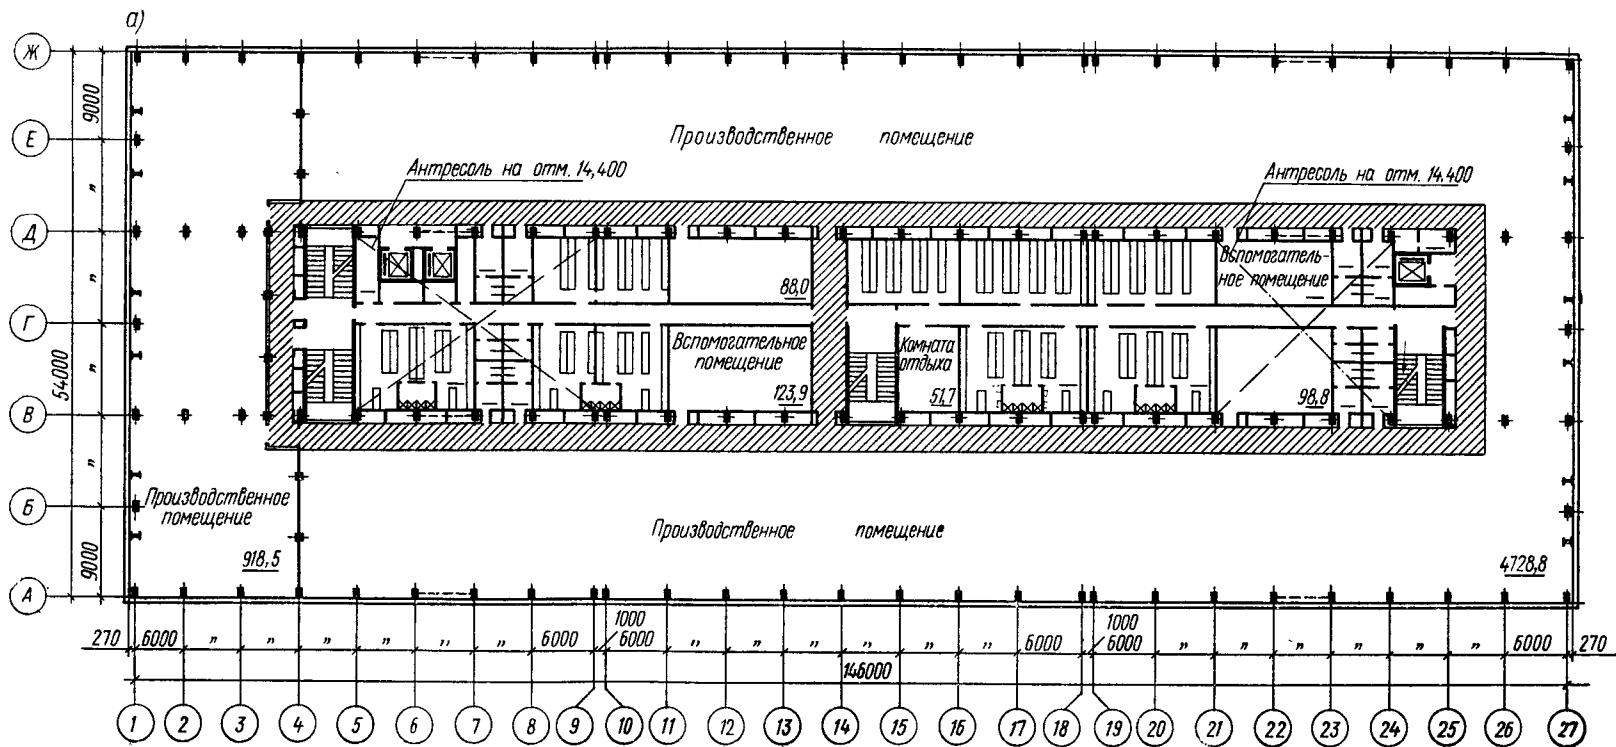 а)
Ж
Е
Д
Г
В
Б
А
9000
"
"
"
"
9000
54000
Производственное помещение
Антресоль на отм. 14,400
Антресоль на отм. 14.400
Вспомогатель-
ное помещение
88,0
Вспомогательное
помещение
123,9
Комната
отдыха
51,7
98,8
Производственное
помещение
918,5
Производственное помещение
4728,8
270 6000 " " " " " " 6000 1000 6000 " " " " " " 6000 1000 6000 " " " " " " 6000 270
146000
1 2 3 4 5 6 7 8 9 10 11 12 13 14 15 16 17 18 19 20 21 22 23 24 25 26 27